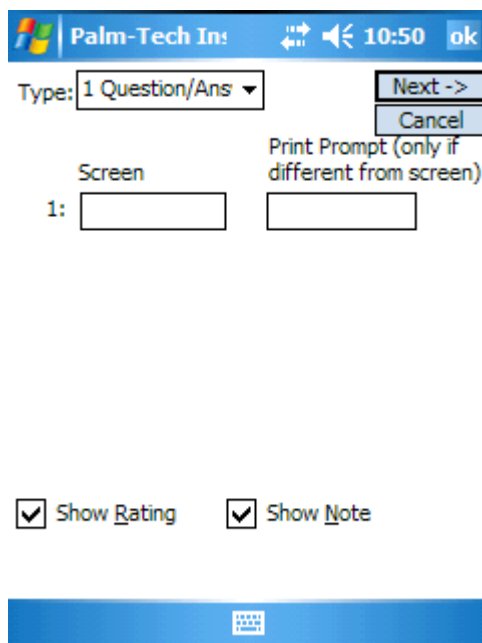 Palm-Tech Ins 10:50 ok
Type: 1 Question/Ans Next ->
Cancel
Print Prompt (only if
Screen different from screen)
1:
Show Rating Show Note